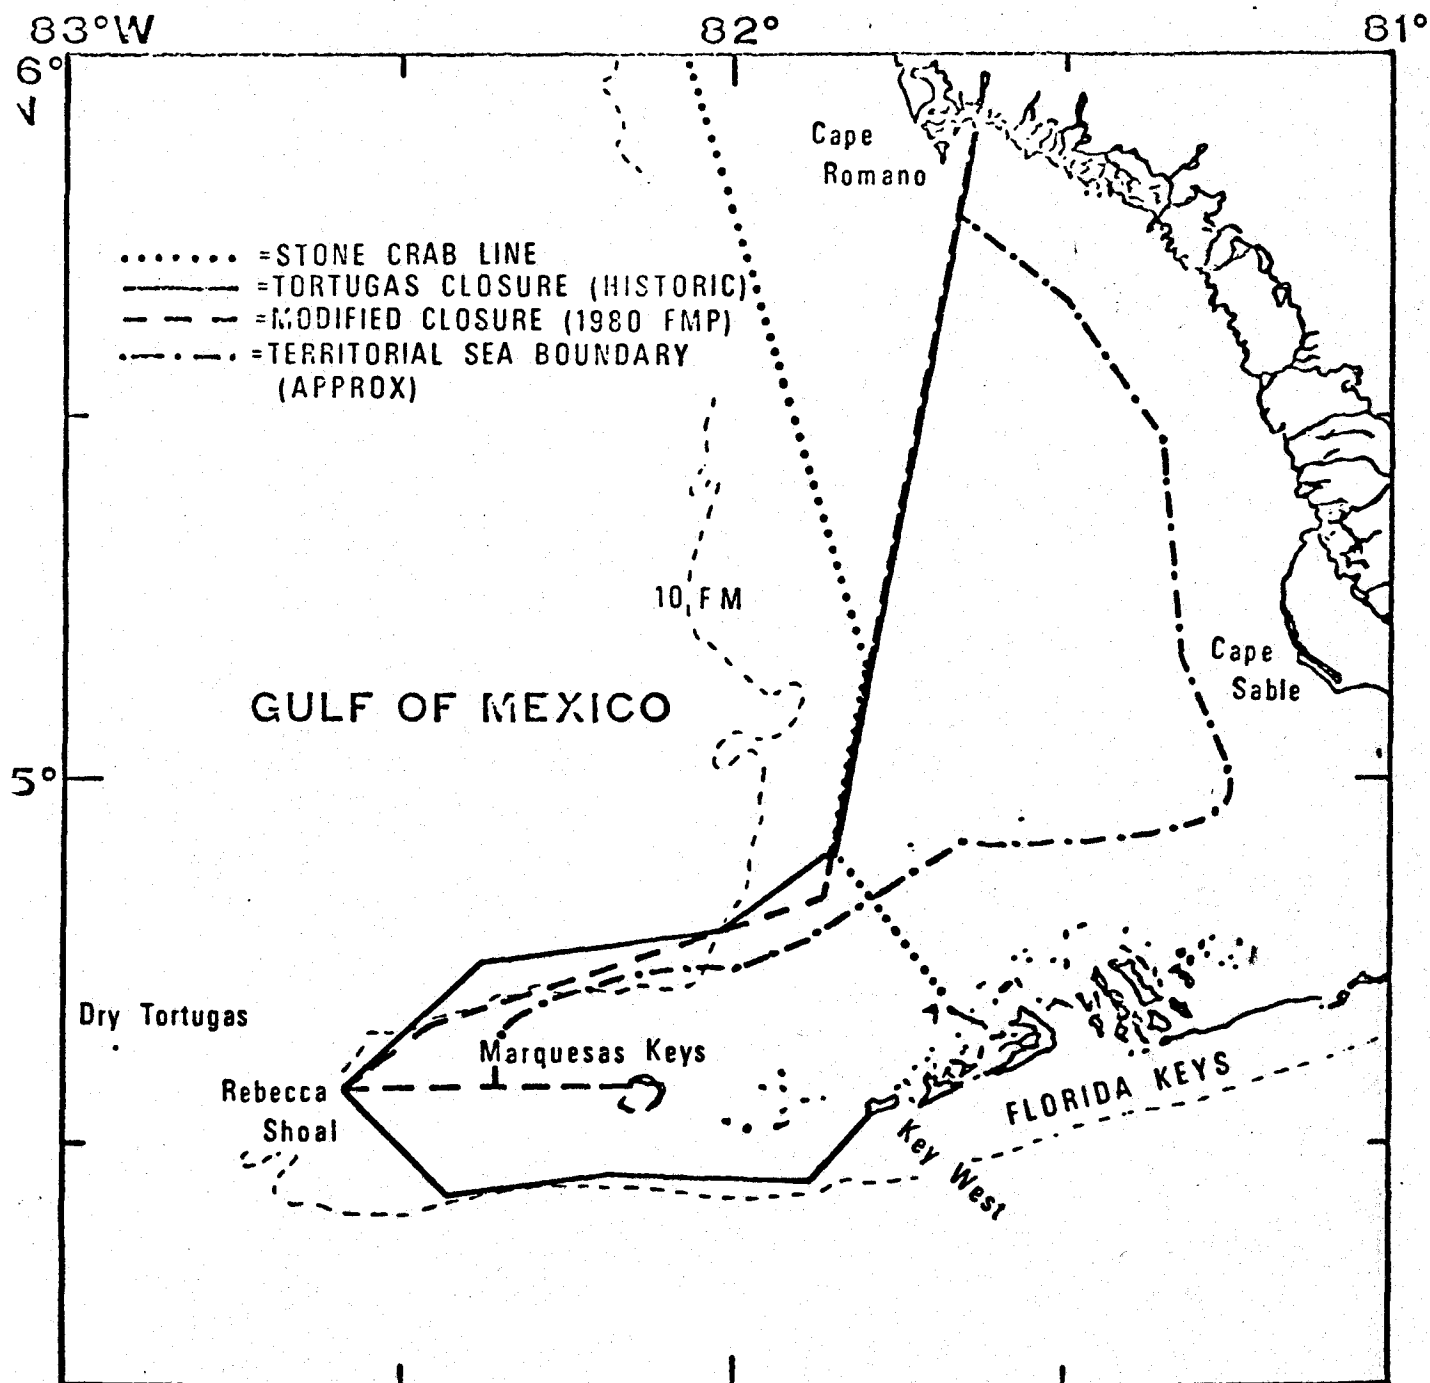 83°W
82°
81°
6°
Cape
Romano
=STONE CRAB LINE
=TORTUGAS CLOSURE (HISTORIC)
=MODIFIED CLOSURE (1980 FMP)
=TERRITORIAL SEA BOUNDARY
(APPROX)
10 FM
Cape
Sable
GULF OF MEXICO
5°
Dry Tortugas
Marquesas Keys
Rebecca
Shoal
FLORIDA KEYS
Key West